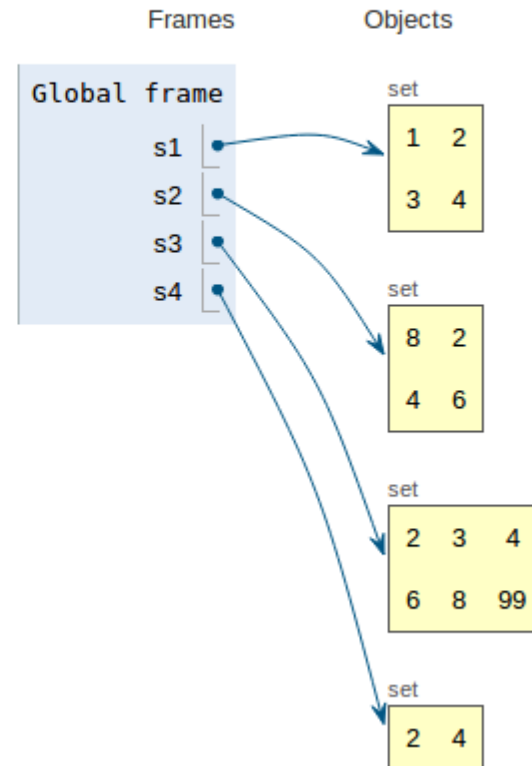 Frames Objects
Global frame
s1
s2
s3
s4
set
1 2
3 4
set
8 2
4 6
set
2 3 4
6 8 99
set
2 4